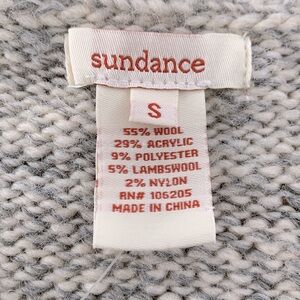 sundance
S
55% WOOL
29% ACRYLIC
9% POLYESTER
5% LAMBSWOOL
2% NYLON
RN# 106205
MADE IN CHINA